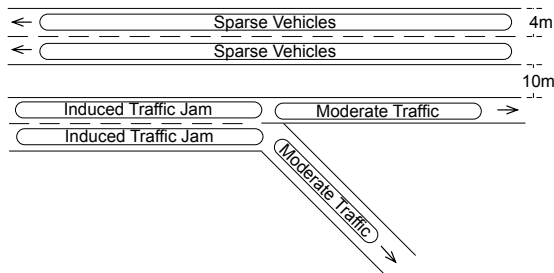 Sparse Vehicles
4m
Sparse Vehicles
10m
Induced Traffic Jam
Moderate Traffic
Induced Traffic Jam
Moderate Traffic